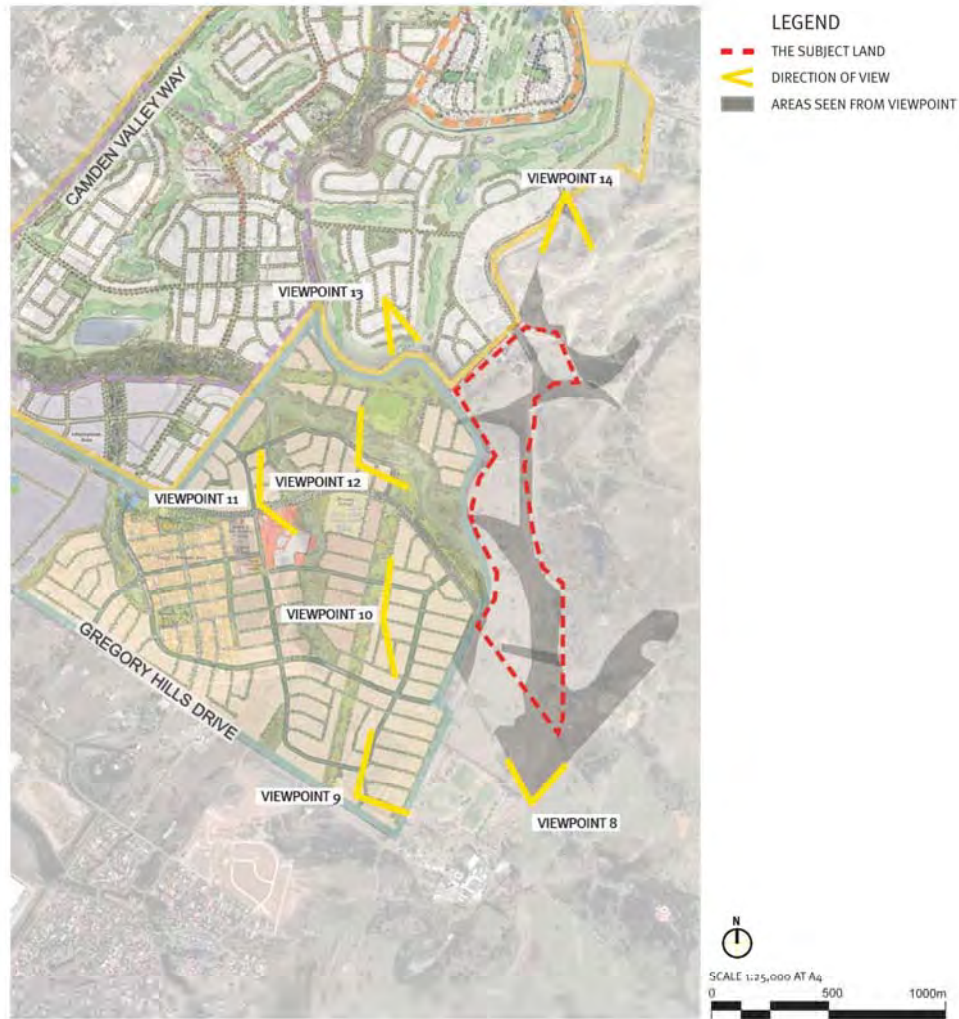 LEGEND
THE SUBJECT LAND
DIRECTION OF VIEW
AREAS SEEN FROM VIEWPOINT
CAMDEN VALLEY WAY
VIEWPOINT 14
VIEWPOINT 13
VIEWPOINT 12
VIEWPOINT 11
VIEWPOINT 10
GREGORY HILLS DRIVE
VIEWPOINT 9
VIEWPOINT 8
N
SCALE 1:25,000 AT A4
0 500 1000m